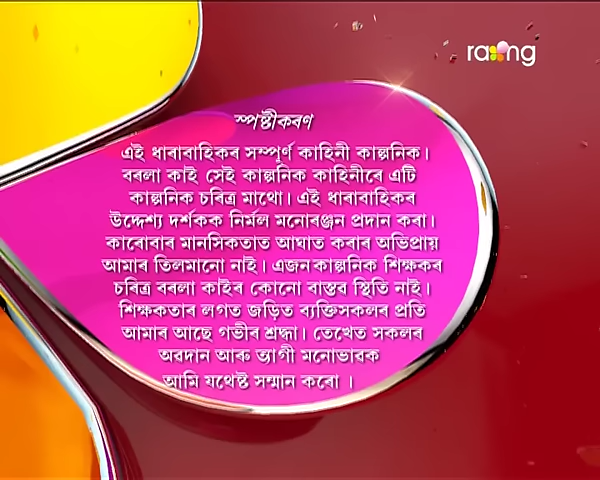 rang
স্পষ্টীকৰণ
এই ধাৰাবাহিকৰ সম্পূৰ্ণ কাহিনী কাল্পনিক।
বৰলা কাই সেই কাল্পনিক কাহিনীৰে এটি
কাল্পনিক চৰিত্ৰ মাথো। এই ধাৰাবাহিকৰ
উদ্দেশ্য দৰ্শকক নিৰ্মল মনোৰঞ্জন প্ৰদান কৰা।
কাৰোবাৰ মানসিকতাত আঘাত কৰাৰ অভিপ্ৰায়
আমাৰ তিলমানো নাই। এজন কাল্পনিক শিক্ষকৰ
চৰিত্ৰ বৰলা কাইৰ কোনো বাস্তৱ স্থিতি নাই।
শিক্ষকতাৰ লগত জড়িত ব্যক্তিসকলৰ প্ৰতি
আমাৰ আছে গভীৰ শ্ৰদ্ধা। তেখেত সকলৰ
অৱদান আৰু ত্যাগী মনোভাৱক
আমি যথেষ্ট সন্মান কৰো ।